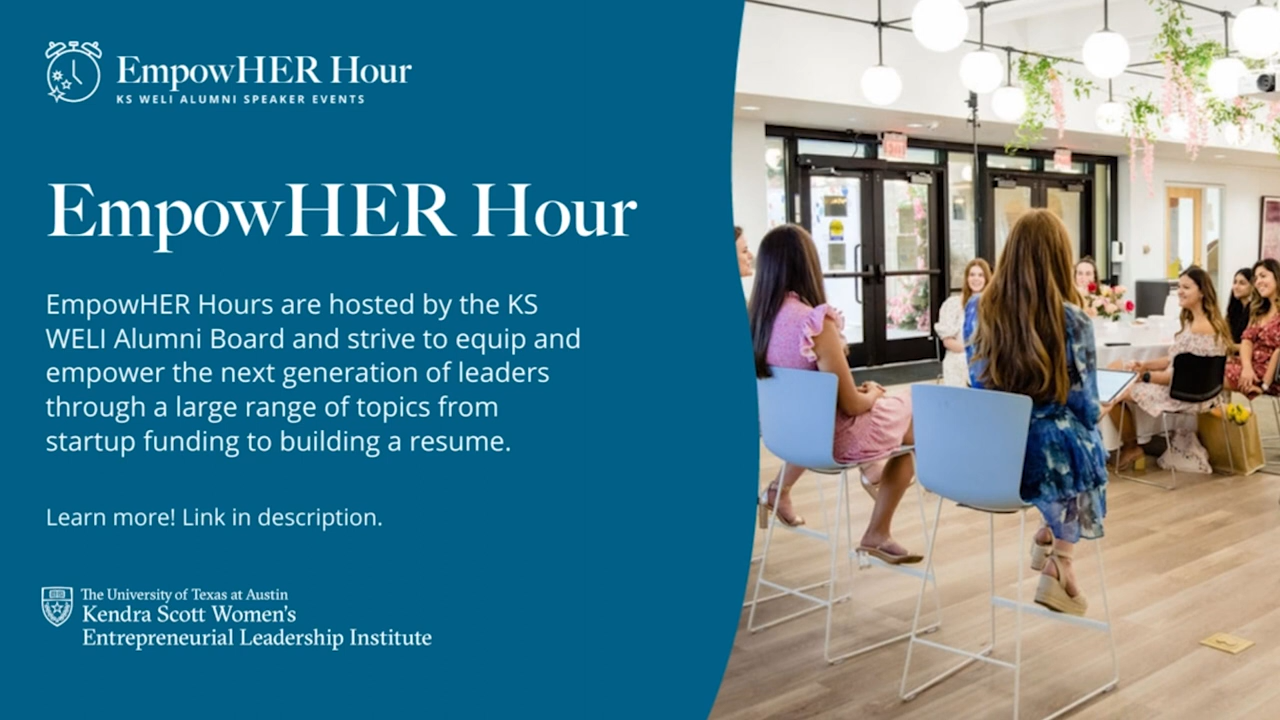 EmpowHER Hour
KS WELI ALUMNI SPEAKER EVENTS
EmpowHER Hour
EmpowHER Hours are hosted by the KS
WELI Alumni Board and strive to equip and
empower the next generation of leaders
through a large range of topics from
startup funding to building a resume.
Learn more! Link in description.
The University of Texas at Austin
Kendra Scott Women's
Entrepreneurial Leadership Institute
EXIT